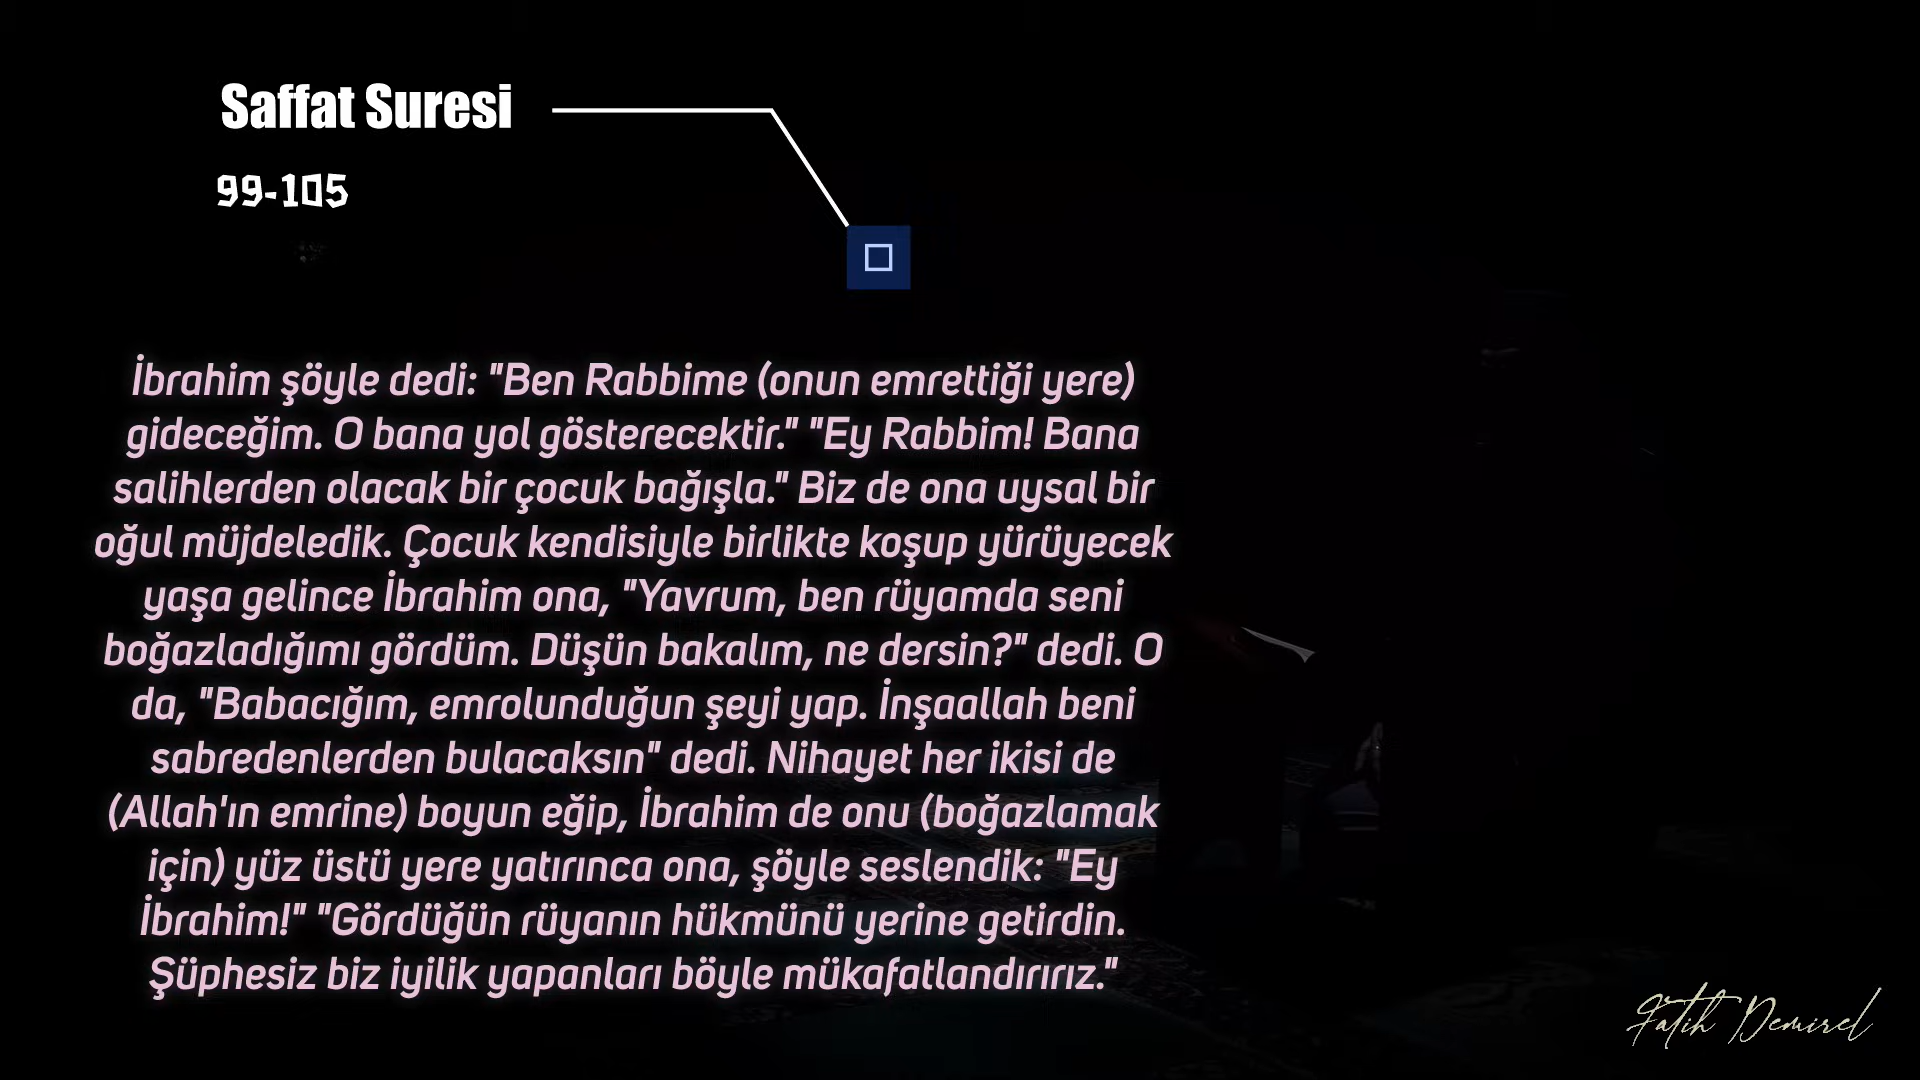 Saffat Suresi
99-105
İbrahim şöyle dedi: "Ben Rabbime (onun emrettiği yere)
gideceğim. O bana yol gösterecektir." "Ey Rabbim! Bana
salihlerden olacak bir çocuk bağışla." Biz de ona uysal bir
oğul müjdeledik. Çocuk kendisiyle birlikte koşup yürüyecek
yaşa gelince İbrahim ona, "Yavrum, ben rüyamda seni
boğazladığımı gördüm. Düşün bakalım, ne dersin?" dedi. O
da, "Babacığım, emrolunduğun şeyi yap. İnşaallah beni
sabredenlerden bulacaksın" dedi. Nihayet her ikisi de
(Allah'ın emrine) boyun eğip, İbrahim de onu (boğazlamak
için) yüz üstü yere yatırınca ona, şöyle seslendik: "Ey
İbrahim!" "Gördüğün rüyanın hükmünü yerine getirdin.
Şüphesiz biz iyilik yapanları böyle mükafatlandırırız."
Fatih Demirel